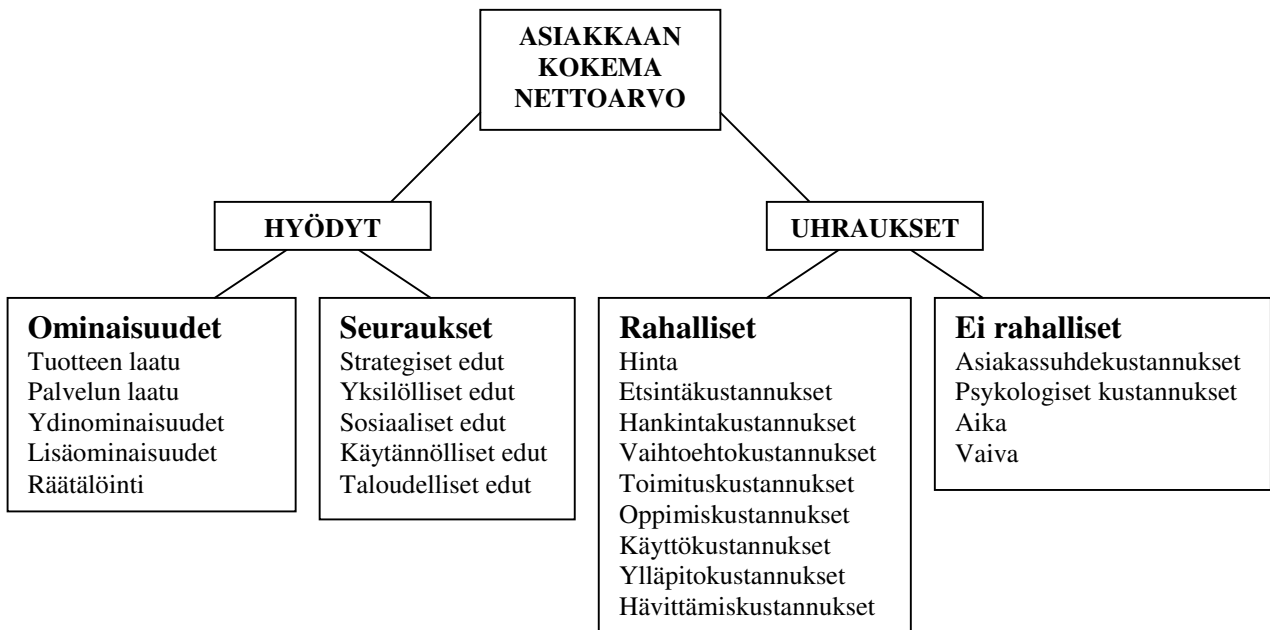 ASIAKKAAN
KOKEMA
NETTOARVO
HYÖDYT
UHRAUKSET
Ominaisuudet
Tuotteen laatu
Palvelun laatu
Ydinominaisuudet
Lisäominaisuudet
Räätälöinti
Seuraukset
Strategiset edut
Yksilölliset edut
Sosiaaliset edut
Käytännölliset edut
Taloudelliset edut
Rahalliset
Hinta
Etsintäkustannukset
Hankintakustannukset
Vaihtoehtokustannukset
Toimituskustannukset
Oppimiskustannukset
Käyttökustannukset
Ylläpitokustannukset
Hävittämiskustannukset
Ei rahalliset
Asiakassuhdekustannukset
Psykologiset kustannukset
Aika
Vaiva